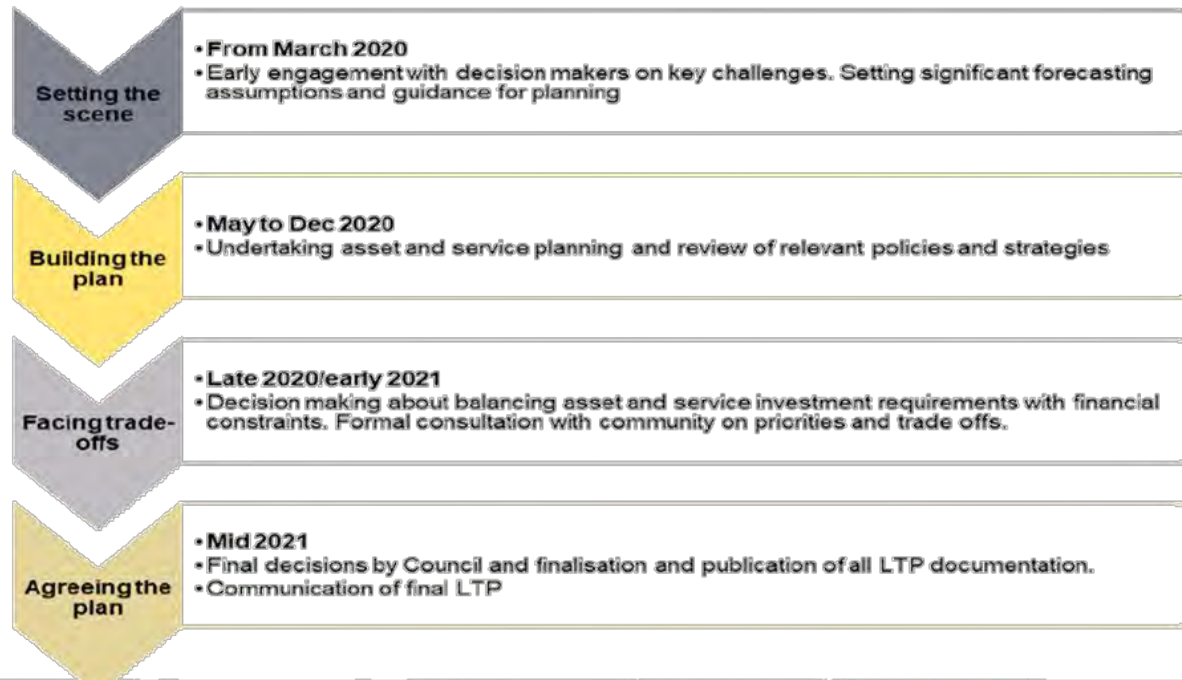 Setting the
scene
•From March 2020
•Early engagement with decision makers on key challenges. Setting significant forecasting
assumptions and guidance for planning
Building the
plan
•May to Dec 2020
•Undertaking asset and service planning and review of relevant policies and strategies
Facing trade-
offs
•Late 2020/early 2021
•Decision making about balancing asset and service investment requirements with financial
constraints. Formal consultation with community on priorities and trade offs.
Agreeing the
plan
•Mid 2021
•Final decisions by Council and finalisation and publication of all LTP documentation.
•Communication of final LTP